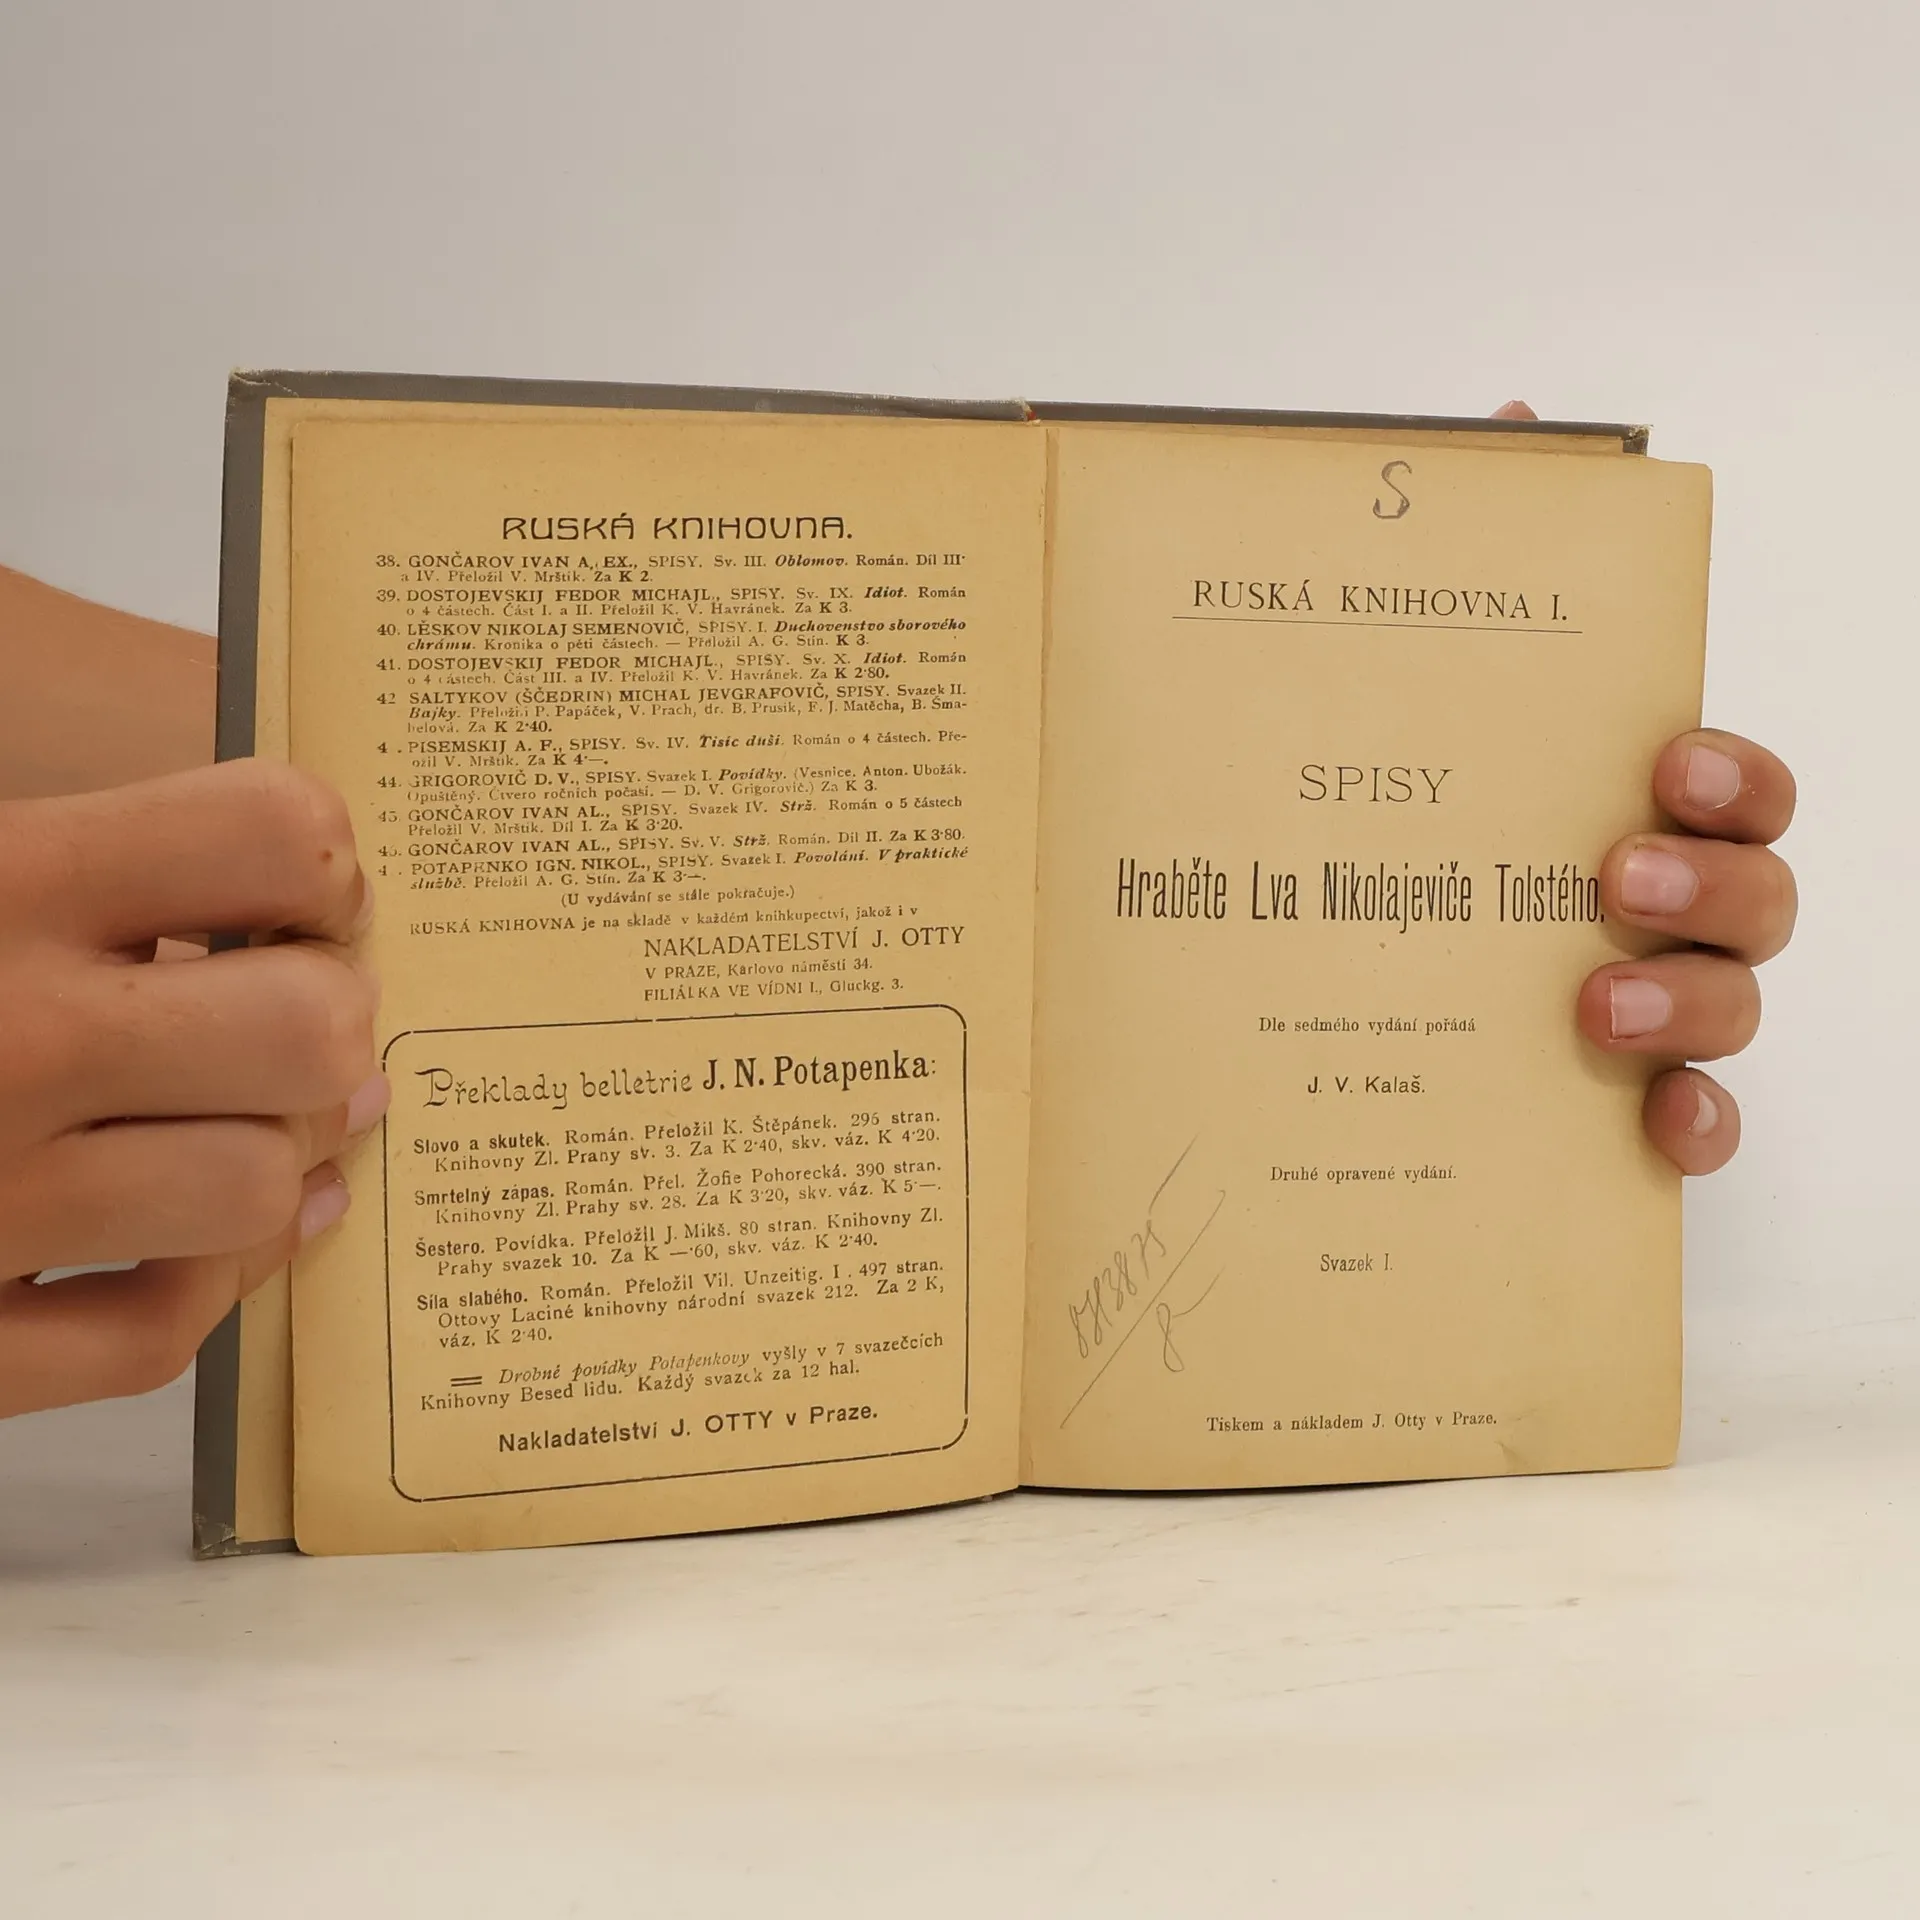 RUSKÁ KNIHOVNA.
38. GONČAROV IVAN A, EX., SPISY. Sv. III. Oblomov. Román. Díl III·
a IV. Přeložil V. Mrštik. Za K 2.
39. DOSTOJEVSKIJ FEDOR MICHAJL., SPISY. Sv. IX. Idiot. Román
o 4 částech. Část I. a II. Přeložil K. V. Havránek. Za K 3.
40. LĚSKOV NIKOLAJ SEMENOVIČ, SPISY. I. Duchovenstvo sborového
chrámu. Kronika o pěti částech. — Přeložil A. G. Stín. K 3.
41. DOSTOJEVSKIJ FEDOR MICHAJL., SPISY. Sv. X. Idiot. Román
o 4 částech. Část III. a IV. Přeložil K. V. Havránek. Za K 2·80.
42 SALTYKOV (ŠČEDRIN) MICHAL JEVGRAFOVIČ, SPISY. Svazek II.
Bajky. Přeložili P. Papáček, V. Prach, dr. B. Prusik, F. J. Matěcha, B. Šma-
helová. Za K 2·40.
4 . PISEMSKIJ A. F., SPISY. Sv. IV. Tisíc duší. Román o 4 částech. Pře-
ožil V. Mrštik. Za K 4·—.
44. GRIGOROVIČ D. V., SPISY. Svazek I. Povídky. (Vesnice. Anton. Ubožák.
Opuštěný. Čtvero ročních počasí. — D. V. Grigorovič.) Za K 3.
45. GONČAROV IVAN AL., SPISY. Svazek IV. Strž. Román o 5 částech
Přeložil V. Mrštik. Díl I. Za K 3·20.
46. GONČAROV IVAN AL., SPISY. Sv. V. Strž. Román. Díl II. Za K 3·80.
4 . POTAPENKO IGN. NIKOL., SPISY. Svazek I. Povolání. V praktické
službě. Přeložil A. G. Stín. Za K 3·—.
(U vydávání se stále pokračuje.)
RUSKÁ KNIHOVNA je na skladě v každém knihkupectví, jakož i v
NAKLADATELSTVÍ J. OTTY
V PRAZE, Karlovo náměstí 34.
FILIÁLKA VE VÍDNI I., Gluckg. 3.
Překlady belletrie J. N. Potapenka:
Slovo a skutek. Román. Přeložil K. Štěpánek. 296 stran.
Knihovny Zl. Prany sv. 3. Za K 2·40, skv. váz. K 4·20.
Smrtelný zápas. Román. Přel. Žofie Pohorecká. 390 stran.
Knihovny Zl. Prahy sv. 28. Za K 3·20, skv. váz. K 5·—.
Šestero. Povídka. Přeložil J. Mikš. 80 stran. Knihovny Zl.
Prahy svazek 10. Za K —·60, skv. váz. K 2·40.
Síla slabého. Román. Přeložil Vil. Unzeitig. I . 497 stran.
Ottovy Laciné knihovny národní svazek 212. Za 2 K,
váz. K 2·40.
Drobné povídky Potapenkovy vyšly v 7 svazečcích
Knihovny Besed lidu. Každý svazek za 12 hal.
Nakladatelství J. OTTY v Praze.
S
RUSKÁ KNIHOVNA I.
SPISY
Hraběte Lva Nikolajeviče Tolstého.
Dle sedmého vydání pořádá
J. V. Kalaš.
Druhé opravené vydání.
Svazek I.
Tiskem a nákladem J. Otty v Praze.